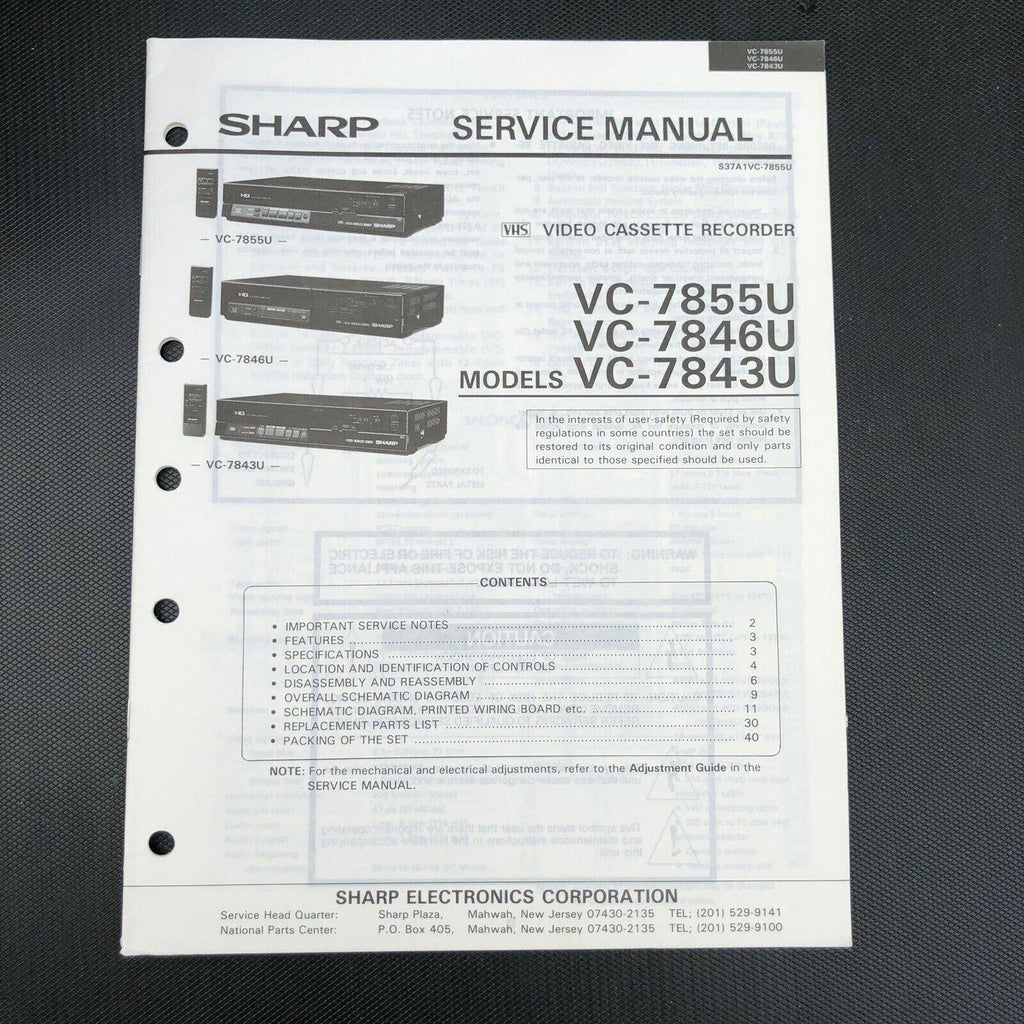 VC-7855U
VC-7846U
VC-7843U
SHARP SERVICE MANUAL
S37A1VC-7855U
— VC-7855U —
VHS VIDEO CASSETTE RECORDER
VC-7855U
VC-7846U
MODELS VC-7843U
— VC-7846U —
— VC-7843U —
In the interests of user-safety (Required by safety
regulations in some countries) the set should be
restored to its original condition and only parts
identical to those specified should be used.
CONTENTS
• IMPORTANT SERVICE NOTES ........ 2
• FEATURES ........ 3
• SPECIFICATIONS ........ 3
• LOCATION AND IDENTIFICATION OF CONTROLS ........ 4
• DISASSEMBLY AND REASSEMBLY ........ 6
• OVERALL SCHEMATIC DIAGRAM ........ 9
• SCHEMATIC DIAGRAM, PRINTED WIRING BOARD etc. ........ 11
• REPLACEMENT PARTS LIST ........ 30
• PACKING OF THE SET ........ 40
NOTE: For the mechanical and electrical adjustments, refer to the Adjustment Guide in the
SERVICE MANUAL.
SHARP ELECTRONICS CORPORATION
Service Head Quarter: Sharp Plaza, Mahwah, New Jersey 07430-2135 TEL; (201) 529-9141
National Parts Center: P.O. Box 405, Mahwah, New Jersey 07430-2135 TEL; (201) 529-9100